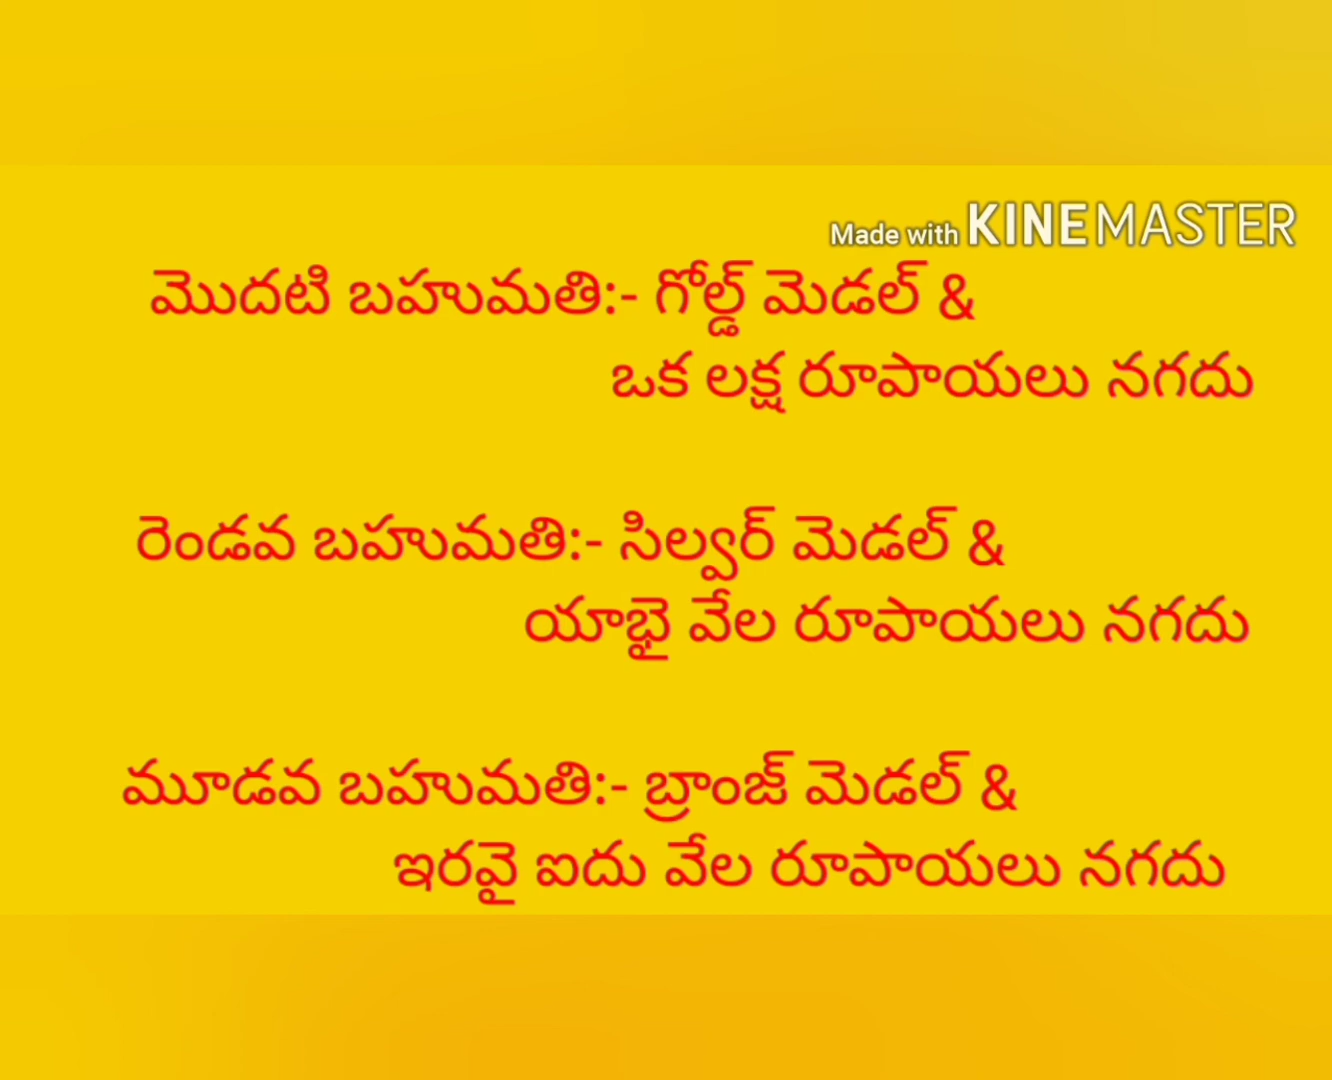 Made with KINEMASTER
మొదటి బహుమతి:- గోల్డ్ మెడల్ &
ఒక లక్ష రూపాయలు నగదు
రెండవ బహుమతి:- సిల్వర్ మెడల్ &
యాభై వేల రూపాయలు నగదు
మూడవ బహుమతి:- బ్రాంజ్ మెడల్ &
ఇరవై ఐదు వేల రూపాయలు నగదు